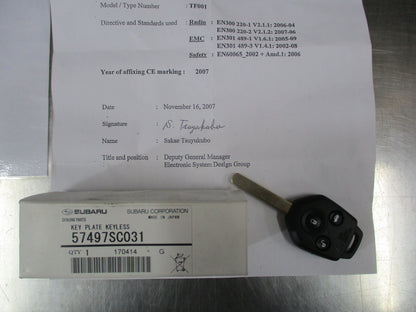 Model / Type Number : TF001
Directive and Standards used : Radio : EN300 220-1 V1.1.1: 2006-04
EN300 220-2 V1.1.2: 2007-06
EMC : EN301 489-1 V1.6.1: 2005-09
EN301 489-3 V1.4.1: 2002-08
Safety : EN60065_2002 + Amd.1: 2006
Year of affixing CE marking : 2007
Date : November 16, 2007
Signature : S. Tsuyukubo
Name : Sakae Tsuyukubo
Title and position : Deputy General Manager
Electronic System Design Group
SUBARU SUBARU CORPORATION
CATALOG PARTS MADE IN JAPAN
KEY PLATE KEYLESS
57497SC031
QTY 1 170414 G